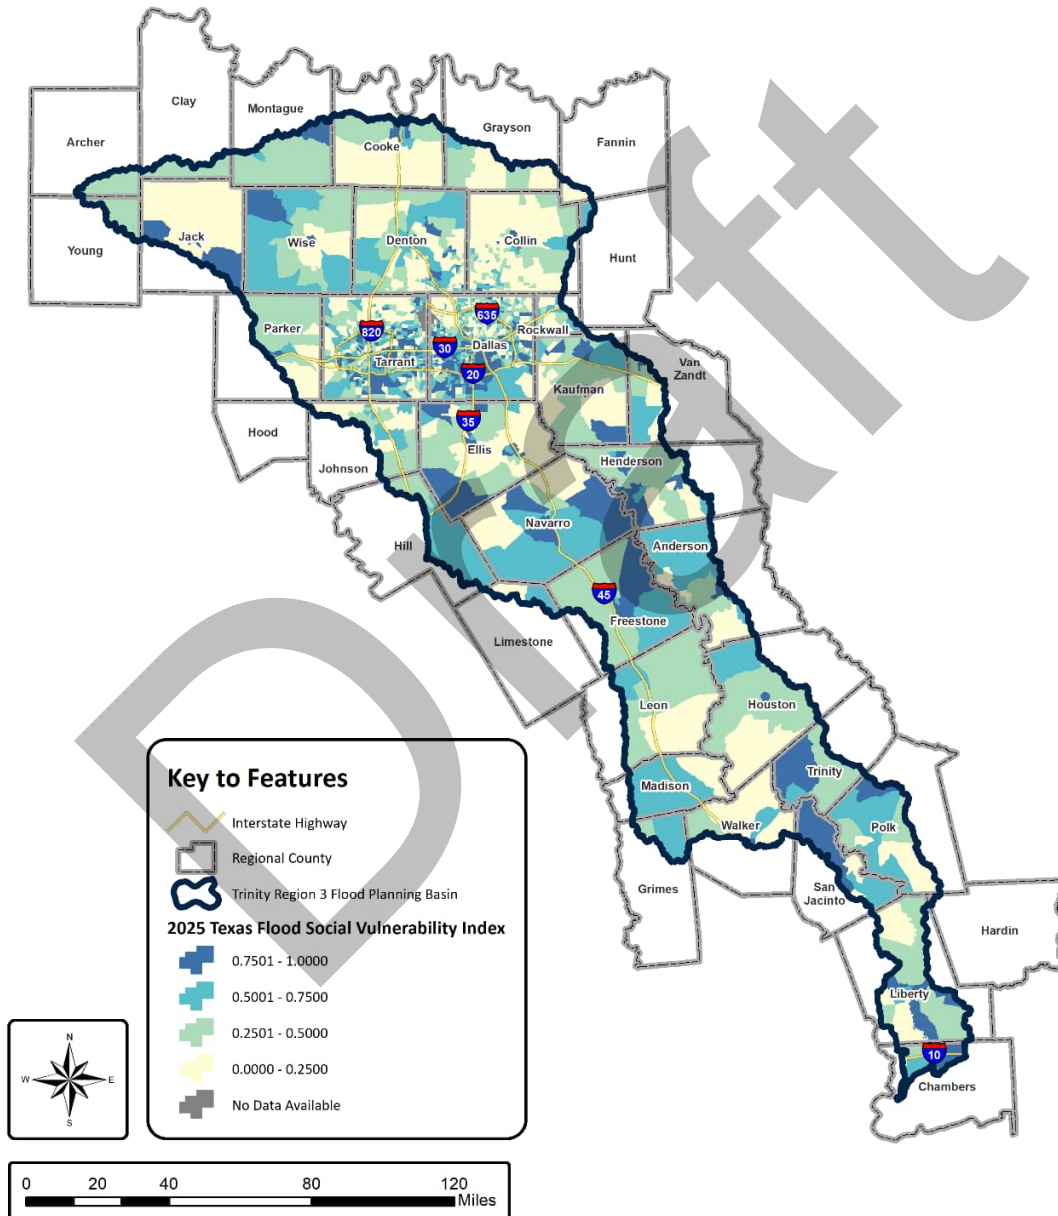 Clay
Montague
Grayson
Fannin
Archer
Cooke
Young
Jack
Wise
Denton
Collin
Hunt
Parker
820
635
Rockwall
30
Dallas
Tarrant
20
Van
Zandt
Kaufman
35
Hood
Ellis
Johnson
Henderson
Navarro
Hill
Anderson
45
Freestone
Limestone
Leon
Houston
Trinity
Madison
Walker
Polk
Grimes
San
Jacinto
Hardin
Liberty
10
Chambers
Draft
Key to Features
Interstate Highway
Regional County
Trinity Region 3 Flood Planning Basin
2025 Texas Flood Social Vulnerability Index
0.7501 - 1.0000
0.5001 - 0.7500
0.2501 - 0.5000
0.0000 - 0.2500
No Data Available
N
W E
S
0 20 40 80 120
Miles